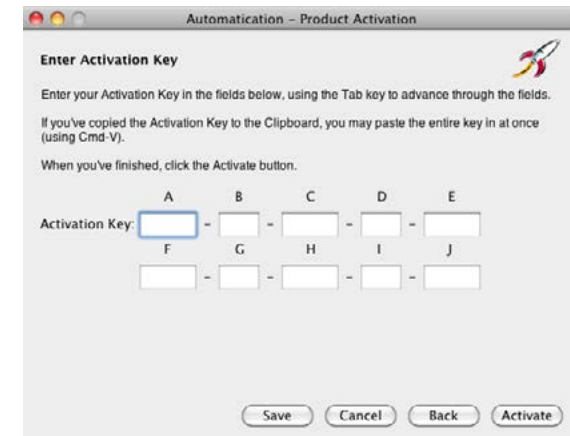 Automatication – Product Activation
Enter Activation Key
Enter your Activation Key in the fields below, using the Tab key to advance through the fields.
If you've copied the Activation Key to the Clipboard, you may paste the entire key in at once
(using Cmd-V).
When you've finished, click the Activate button.
A B C D E
Activation Key: - - - -
F G H I J
- - - -
Save Cancel Back Activate